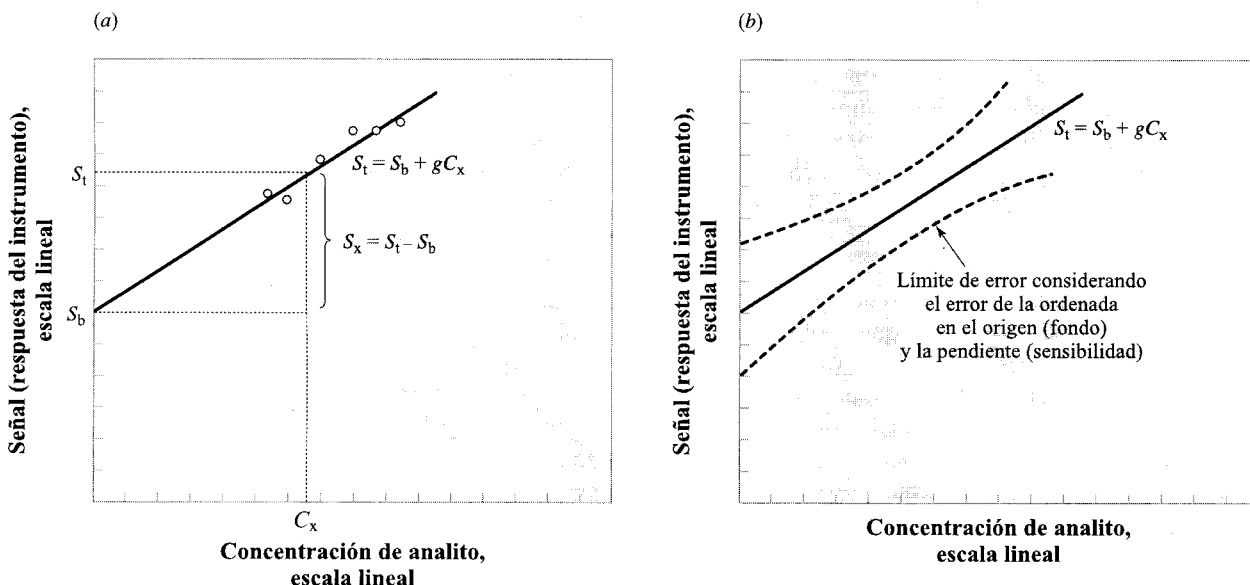 (a)
Señal (respuesta del instrumento),
escala lineal
S_t
S_b
S_t = S_b + gC_x
S_x = S_t – S_b
C_x
Concentración de analito,
escala lineal
(b)
Señal (respuesta del instrumento),
escala lineal
S_t = S_b + gC_x
Límite de error considerando
el error de la ordenada
en el origen (fondo)
y la pendiente (sensibilidad)
Concentración de analito,
escala lineal